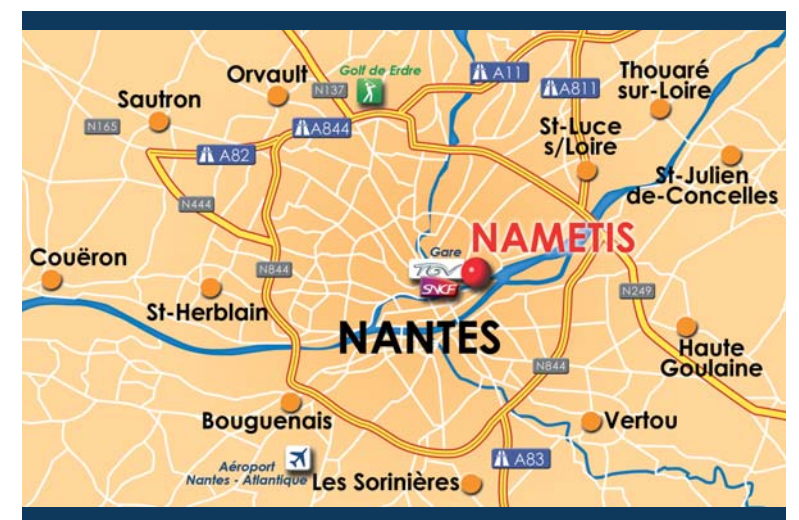 Orvault
Golf de Erdre
N137
A11
Thouaré
sur-Loire
Sautron
A811
N165
A844
St-Luce
s/Loire
A82
St-Julien
de-Concelles
N444
NAMETIS
Gare
TGV
SNCF
Couëron
N844
St-Herblain
N249
NANTES
Haute
Goulaine
N844
Bouguenais
Vertou
A83
Aéroport
Nantes - Atlantique
Les Sorinières